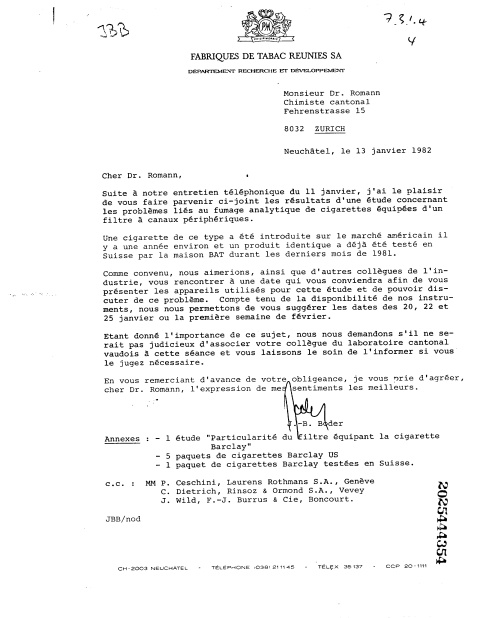 JBB
7.3.1.4
4
PM
FABRIQUES DE TABAC REUNIES SA
DÉPARTEMENT RECHERCHE ET DÉVELOPPEMENT
Monsieur Dr. Romann
Chimiste cantonal
Fehrenstrasse 15
8032 ZURICH
Neuchâtel, le 13 janvier 1982
Cher Dr. Romann,
Suite à notre entretien téléphonique du 11 janvier, j'ai le plaisir
de vous faire parvenir ci-joint les résultats d'une étude concernant
les problèmes liés au fumage analytique de cigarettes équipées d'un
filtre à canaux périphériques.
Une cigarette de ce type a été introduite sur le marché américain il
y a une année environ et un produit identique a déjà été testé en
Suisse par la maison BAT durant les derniers mois de 1981.
Comme convenu, nous aimerions, ainsi que d'autres collègues de l'in-
dustrie, vous rencontrer à une date qui vous conviendra afin de vous
présenter les appareils utilisés pour cette étude et de pouvoir dis-
cuter de ce problème. Compte tenu de la disponibilité de nos instru-
ments, nous nous permettons de vous suggérer les dates des 20, 22 et
25 janvier ou la première semaine de février.
Etant donné l'importance de ce sujet, nous nous demandons s'il ne se-
rait pas judicieux d'associer votre collègue du laboratoire cantonal
vaudois à cette séance et vous laissons le soin de l'informer si vous
le jugez nécessaire.
En vous remerciant d'avance de votre obligeance, je vous prie d'agréer,
cher Dr. Romann, l'expression de mes sentiments les meilleurs.
J.-B. Boder
Annexes : - 1 étude "Particularité du filtre équipant la cigarette
Barclay"
- 5 paquets de cigarettes Barclay US
- 1 paquet de cigarettes Barclay testées en Suisse.
c.c. : MM P. Ceschini, Laurens Rothmans S.A., Genève
C. Dietrich, Rinsoz & Ormond S.A., Vevey
J. Wild, F.-J. Burrus & Cie, Boncourt.
JBB/nod
2025444354
CH-2003 NEUCHATEL - TÉLÉPHONE (038) 21 11 45 - TÉLEX 35 137 - CCP 20-1111